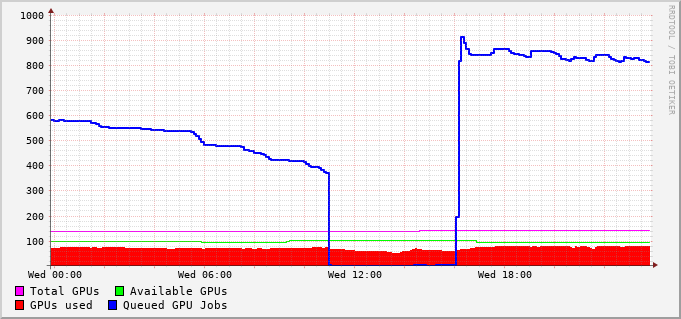 1000
900
800
700
600
500
400
300
200
100
Wed 00:00 Wed 06:00 Wed 12:00 Wed 18:00
Total GPUs Available GPUs
GPUs used Queued GPU Jobs
RRDTOOL / TOBI OETIKER